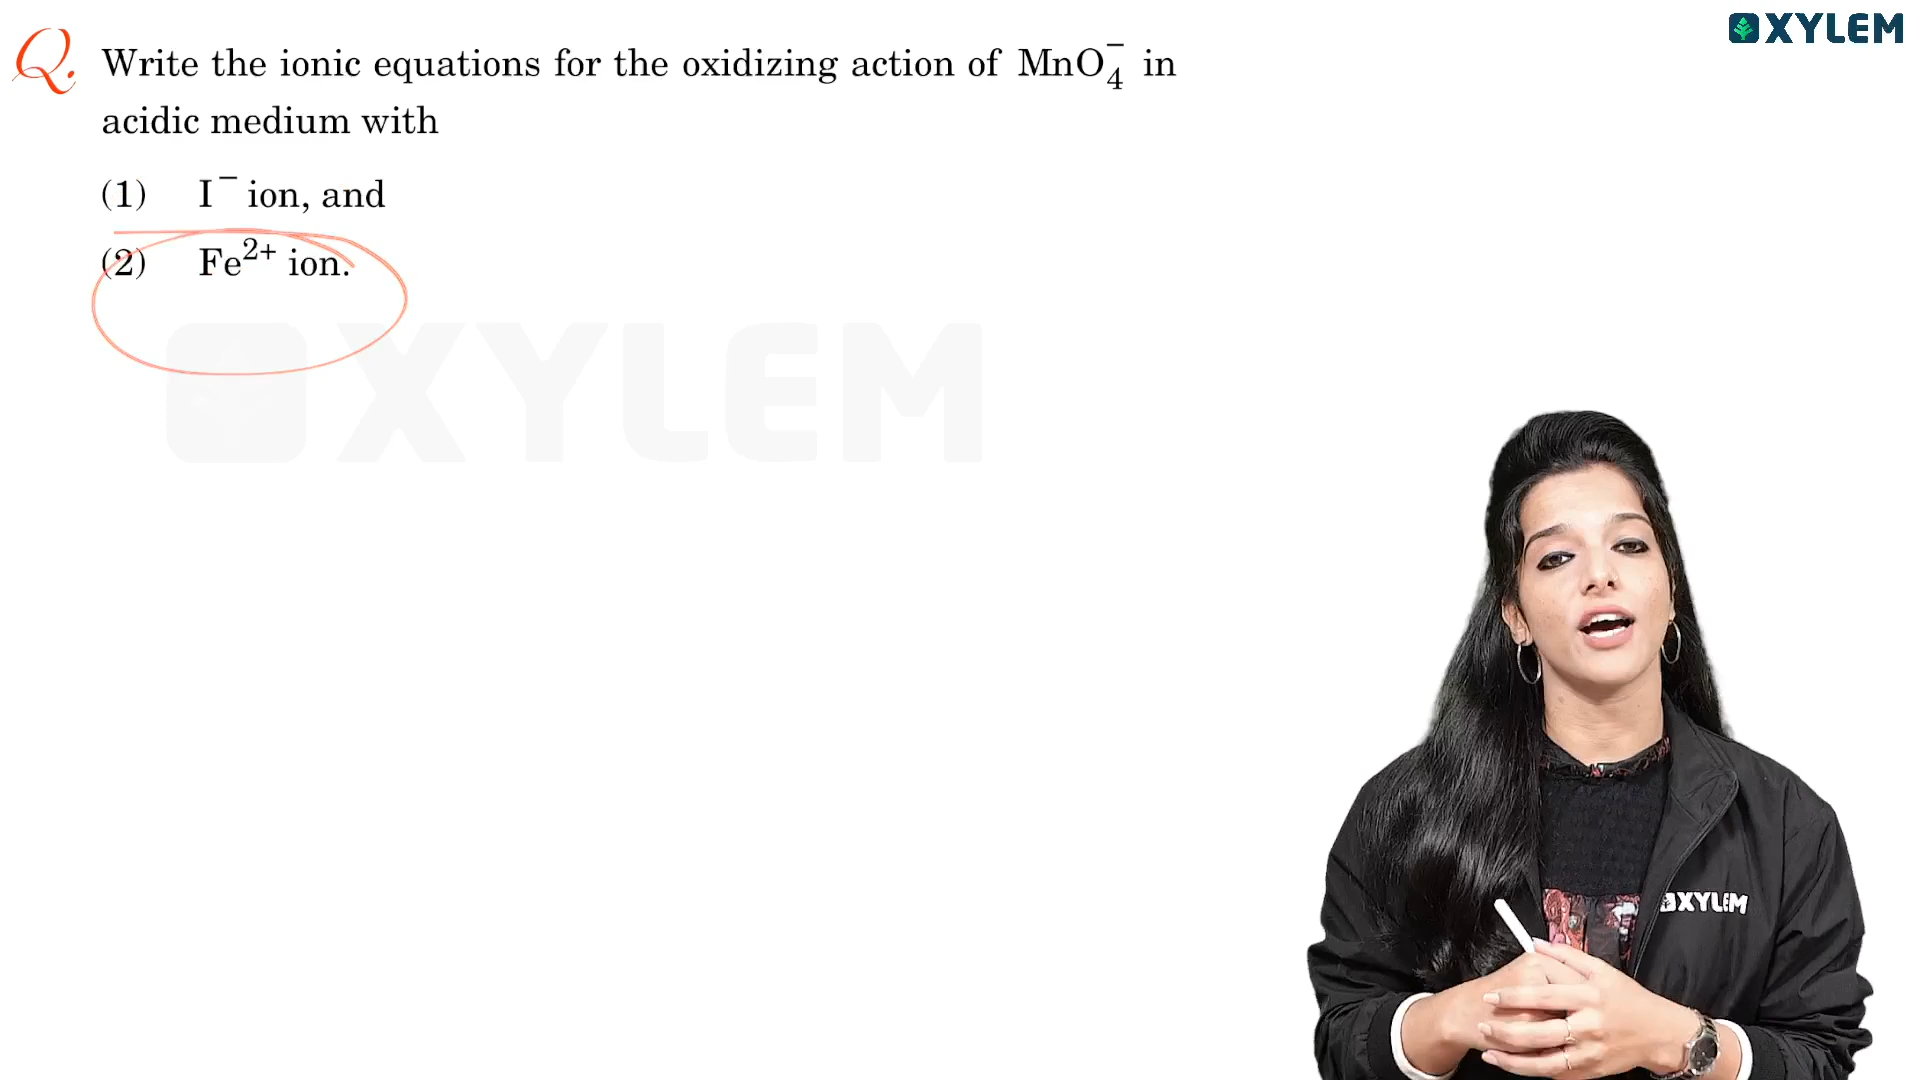 XYLEM
Q. Write the ionic equations for the oxidizing action of MnO₄⁻ in
acidic medium with
(1) I⁻ ion, and
(2) Fe²⁺ ion.
XYLEM
XYLEM